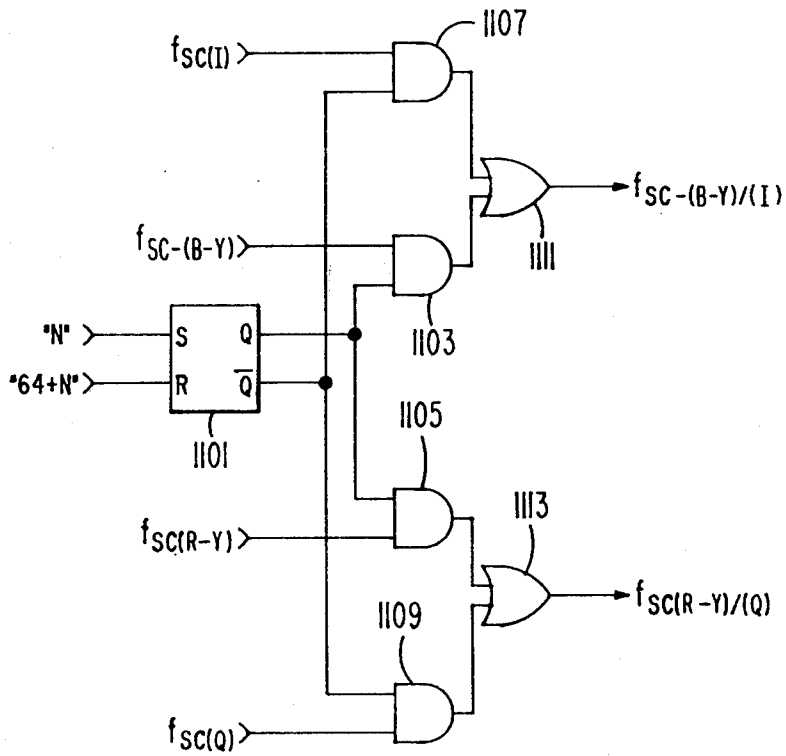 1107
fSC(I)
fSC-(B-Y)/(I)
fSC-(B-Y)
1111
"N"
S Q
1103
"64+N"
R Q̅
1101
1105
1113
fSC(R-Y)
fSC(R-Y)/(Q)
1109
fSC(Q)